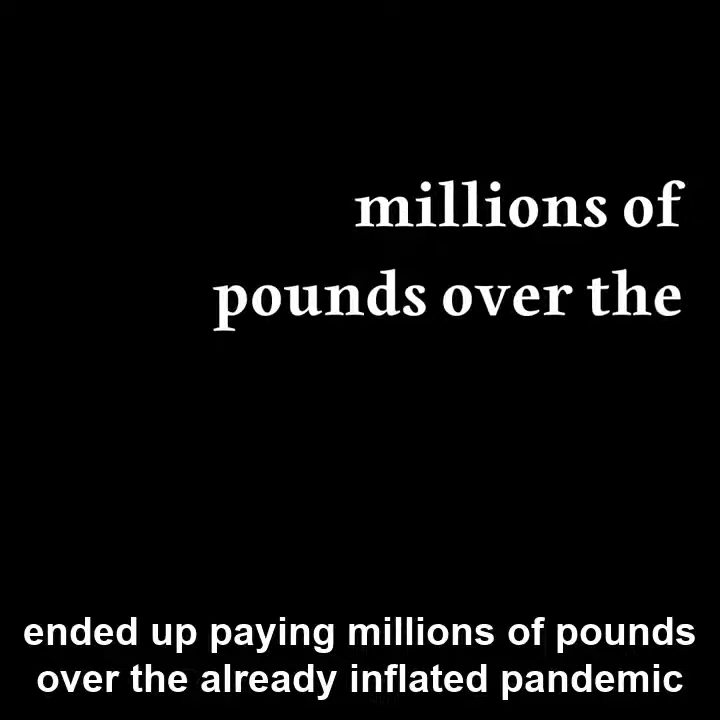 millions of
pounds over the
ended up paying millions of pounds
over the already inflated pandemic